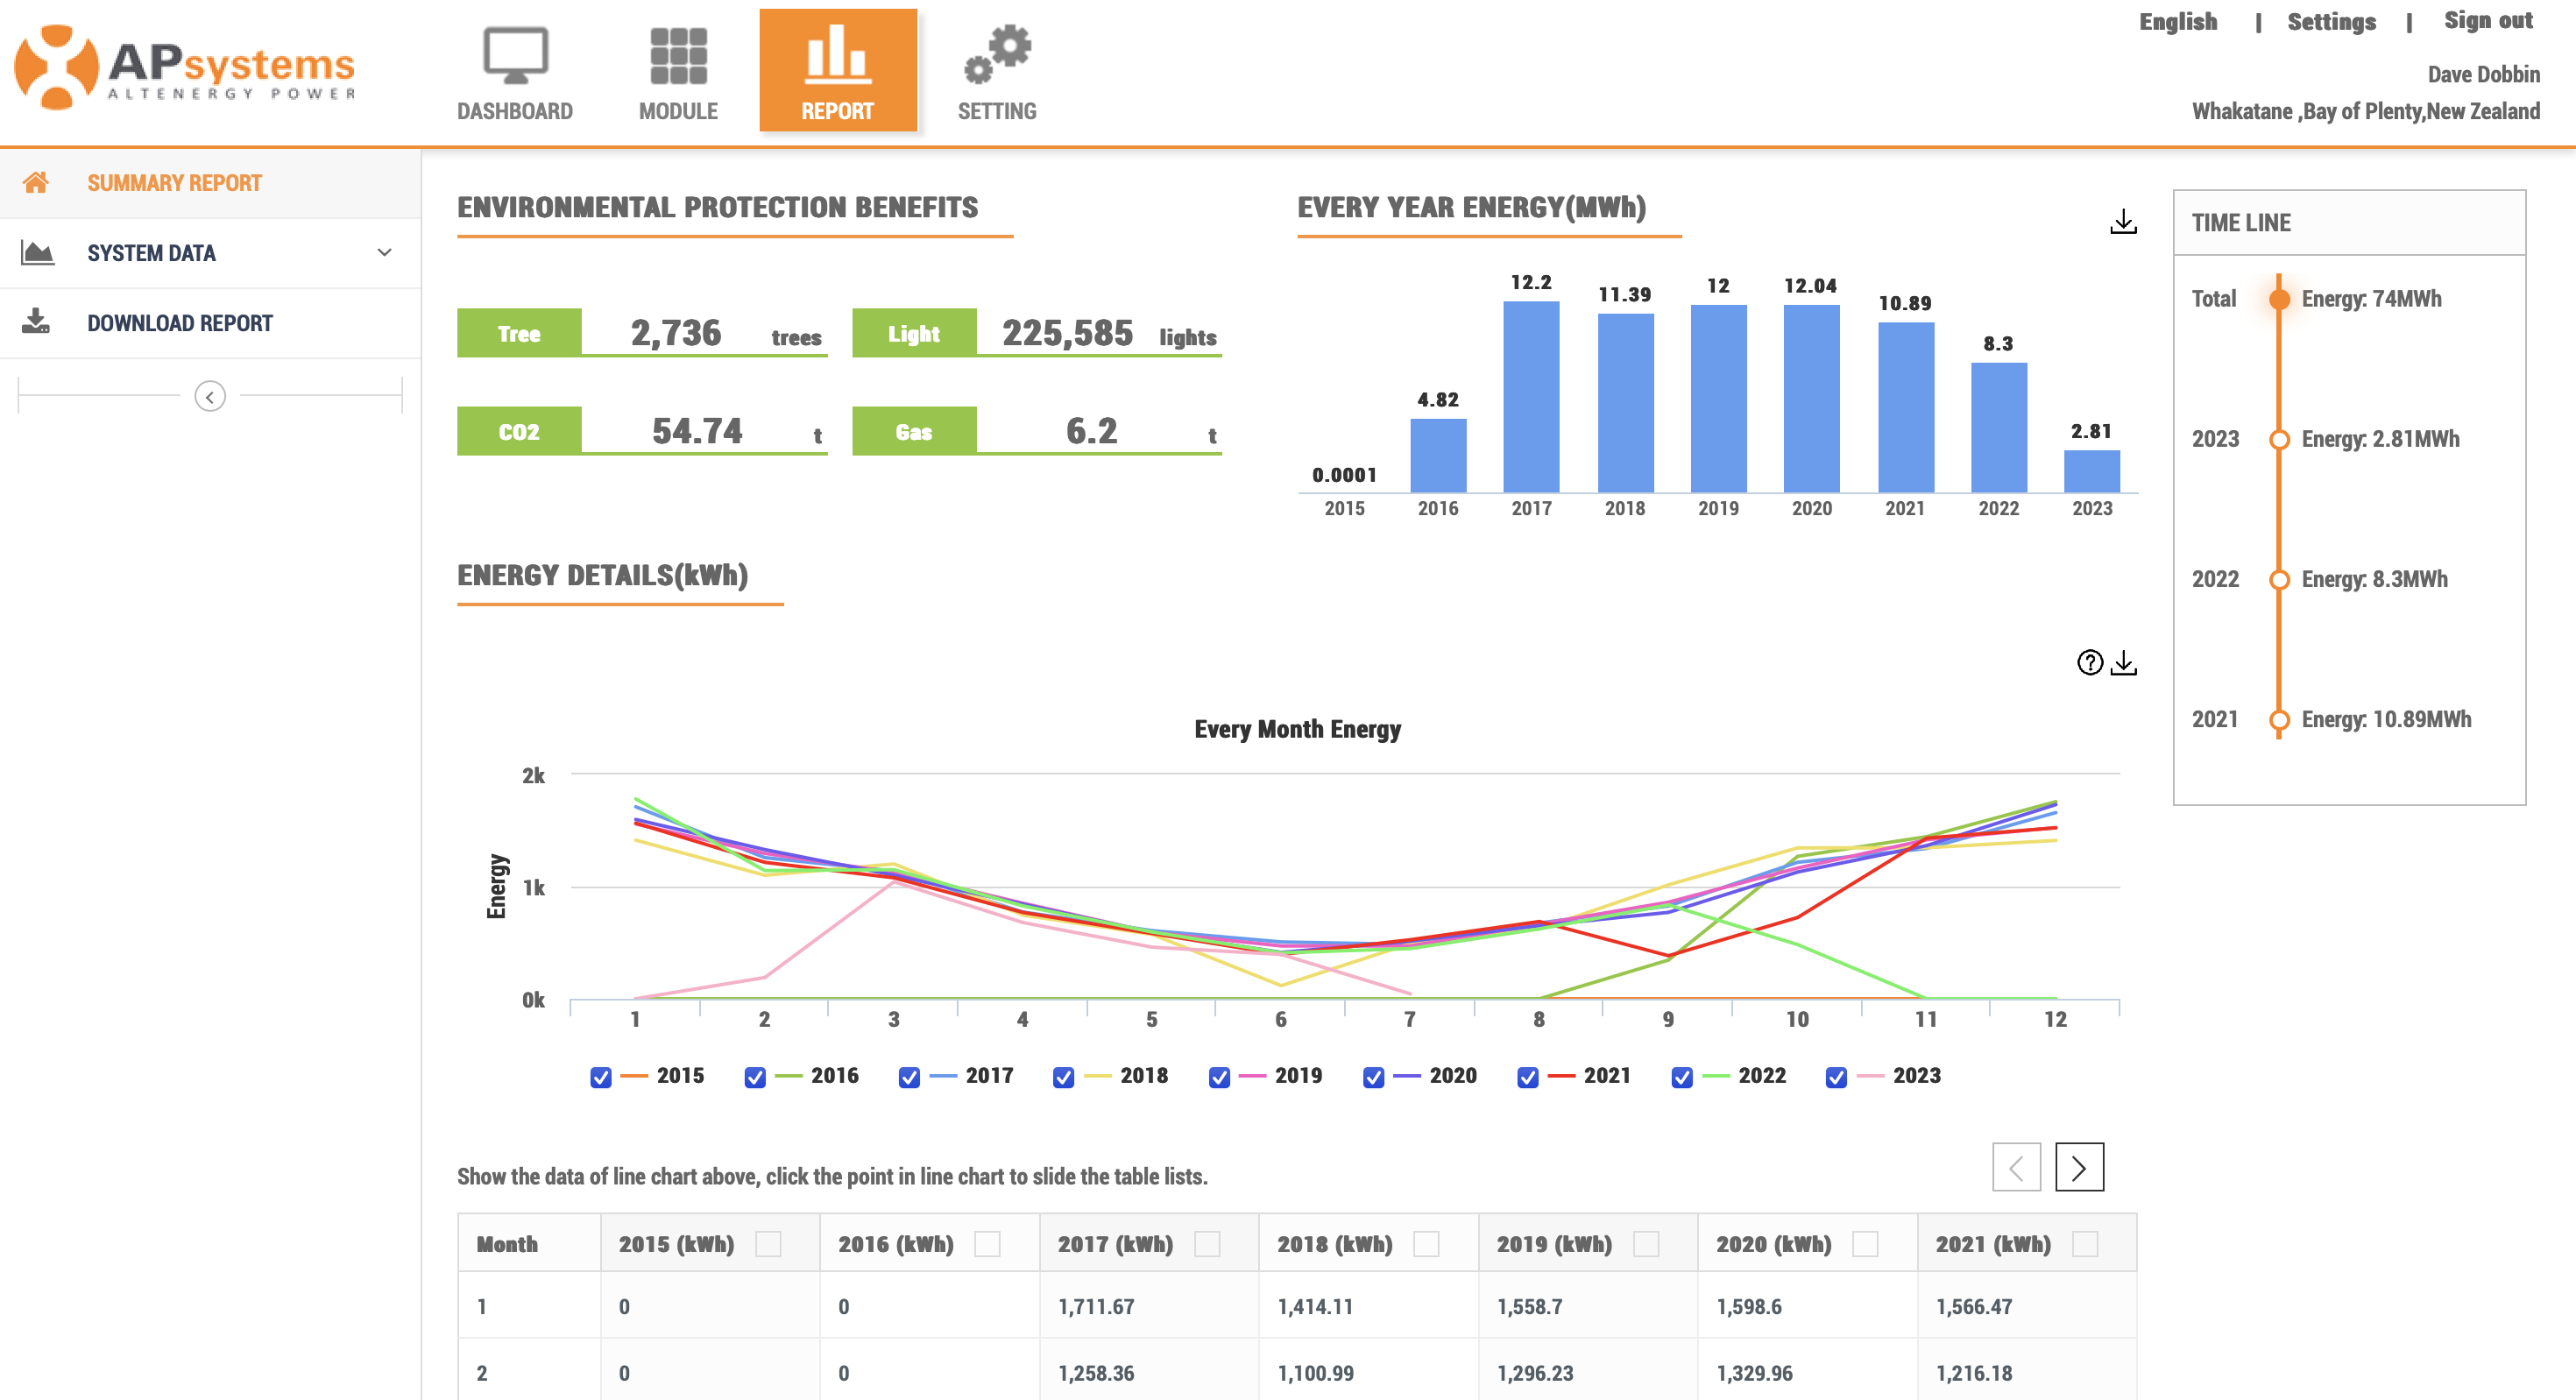 APsystems
ALTENERGY POWER
DASHBOARD
MODULE
REPORT
SETTING
English | Settings | Sign out
Dave Dobbin
Whakatane ,Bay of Plenty,New Zealand
SUMMARY REPORT
SYSTEM DATA
DOWNLOAD REPORT
ENVIRONMENTAL PROTECTION BENEFITS
Tree 2,736 trees
Light 225,585 lights
CO2 54.74 t
Gas 6.2 t
EVERY YEAR ENERGY(MWh)
0.0001 4.82 12.2 11.39 12 12.04 10.89 8.3 2.81
2015 2016 2017 2018 2019 2020 2021 2022 2023
TIME LINE
Total Energy: 74MWh
2023 Energy: 2.81MWh
2022 Energy: 8.3MWh
2021 Energy: 10.89MWh
ENERGY DETAILS(kWh)
Every Month Energy
Energy
2k
1k
0k
1 2 3 4 5 6 7 8 9 10 11 12
2015 2016 2017 2018 2019 2020 2021 2022 2023
Show the data of line chart above, click the point in line chart to slide the table lists.
Month 2015 (kWh) 2016 (kWh) 2017 (kWh) 2018 (kWh) 2019 (kWh) 2020 (kWh) 2021 (kWh)
1 0 0 1,711.67 1,414.11 1,558.7 1,598.6 1,566.47
2 0 0 1,258.36 1,100.99 1,296.23 1,329.96 1,216.18